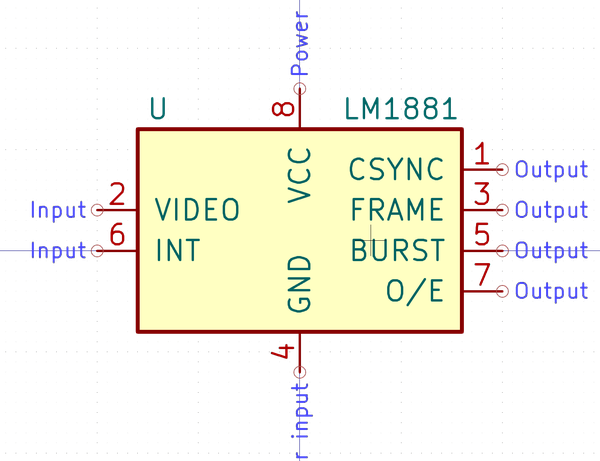 Power
8
U
LM1881
VCC
CSYNC
1
Output
Input
2
VIDEO
FRAME
3
Output
Input
6
INT
BURST
5
Output
GND
O/E
7
Output
4
r input